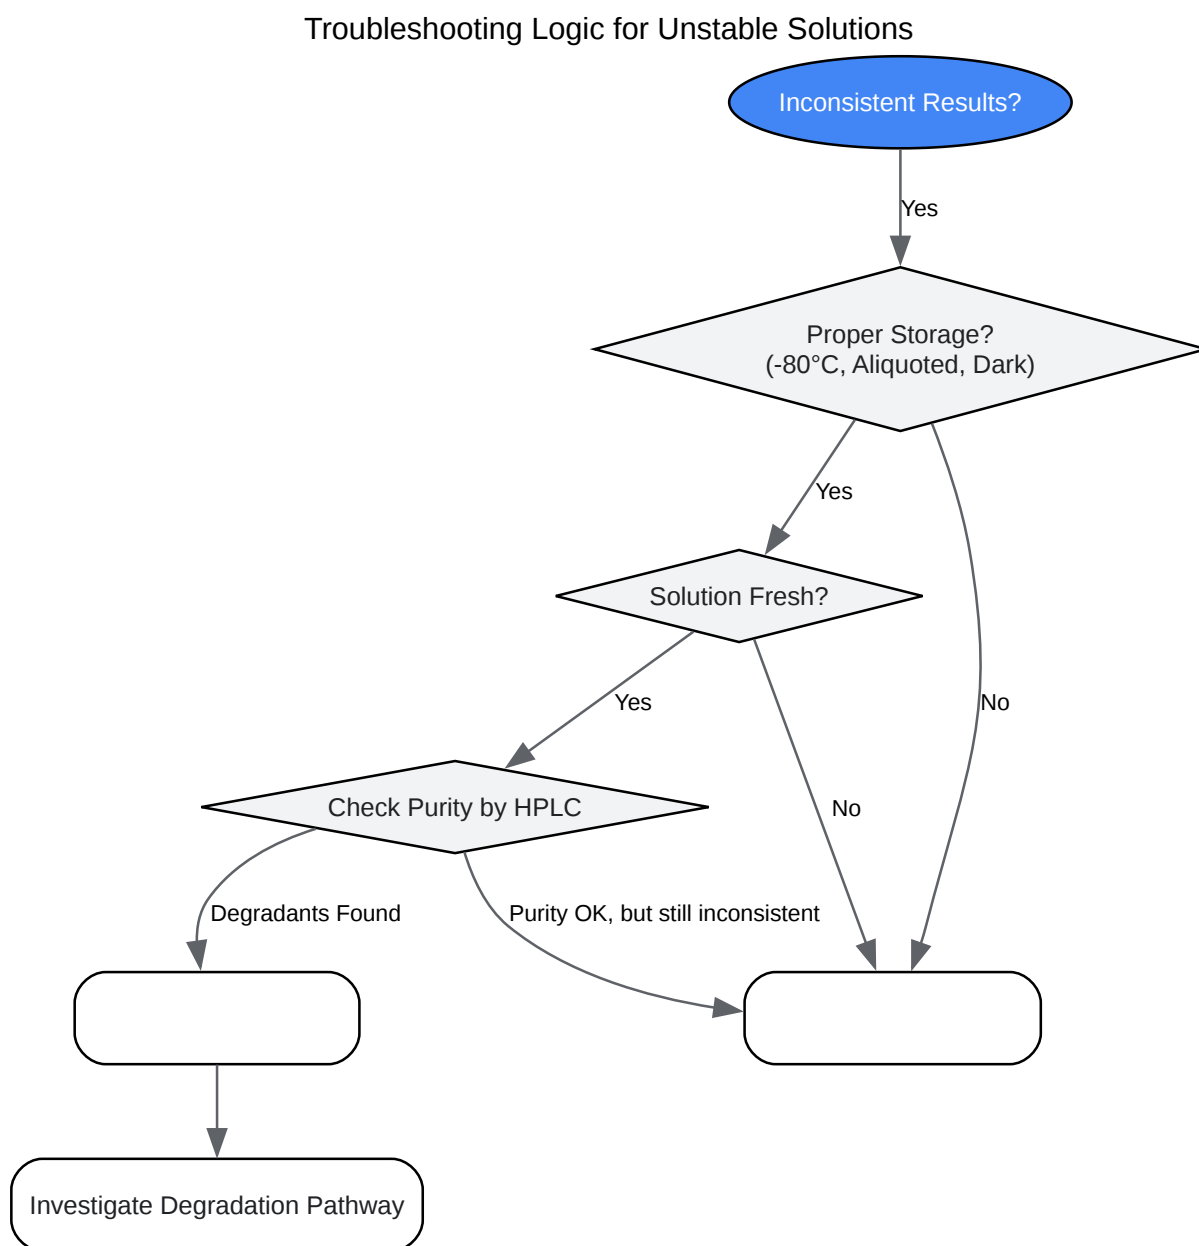 Troubleshooting Logic for Unstable Solutions
Inconsistent Results?
Yes
Proper Storage?
(-80°C, Aliquoted, Dark)
Yes
Solution Fresh?
Yes
No
Check Purity by HPLC
No
Degradants Found
Purity OK, but still inconsistent
Investigate Degradation Pathway